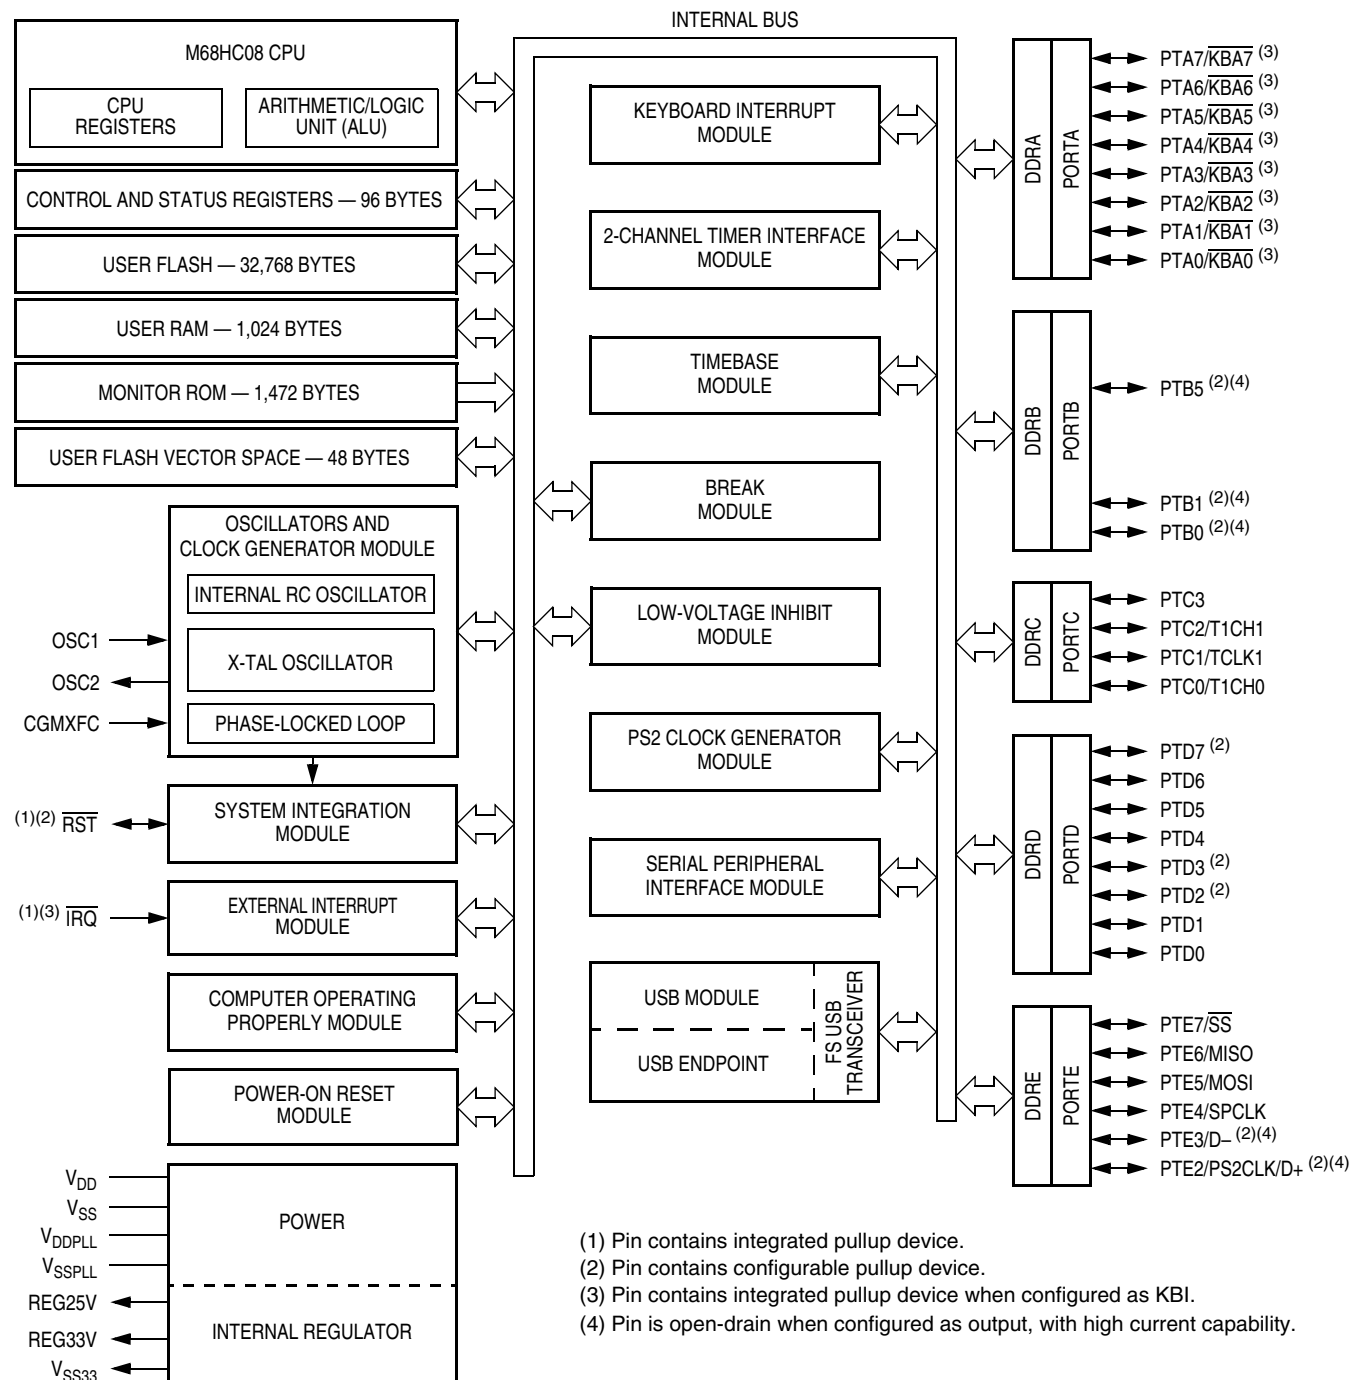 INTERNAL BUS
M68HC08 CPU
CPU
REGISTERS
ARITHMETIC/LOGIC
UNIT (ALU)
CONTROL AND STATUS REGISTERS — 96 BYTES
USER FLASH — 32,768 BYTES
USER RAM — 1,024 BYTES
MONITOR ROM — 1,472 BYTES
USER FLASH VECTOR SPACE — 48 BYTES
OSCILLATORS AND
CLOCK GENERATOR MODULE
INTERNAL RC OSCILLATOR
X-TAL OSCILLATOR
PHASE-LOCKED LOOP
OSC1
OSC2
CGMXFC
SYSTEM INTEGRATION
MODULE
(1)(2) RST
EXTERNAL INTERRUPT
MODULE
(1)(3) IRQ
COMPUTER OPERATING
PROPERLY MODULE
POWER-ON RESET
MODULE
VDD
VSS
VDDPLL
VSSPLL
REG25V
REG33V
VSS33
POWER
INTERNAL REGULATOR
KEYBOARD INTERRUPT
MODULE
2-CHANNEL TIMER INTERFACE
MODULE
TIMEBASE
MODULE
BREAK
MODULE
LOW-VOLTAGE INHIBIT
MODULE
PS2 CLOCK GENERATOR
MODULE
SERIAL PERIPHERAL
INTERFACE MODULE
USB MODULE
USB ENDPOINT
FS USB
TRANSCEIVER
DDRA
PORTA
PTA7/KBA7 (3)
PTA6/KBA6 (3)
PTA5/KBA5 (3)
PTA4/KBA4 (3)
PTA3/KBA3 (3)
PTA2/KBA2 (3)
PTA1/KBA1 (3)
PTA0/KBA0 (3)
DDRB
PORTB
PTB5 (2)(4)
PTB1 (2)(4)
PTB0 (2)(4)
DDRC
PORTC
PTC3
PTC2/T1CH1
PTC1/TCLK1
PTC0/T1CH0
DDRD
PORTD
PTD7 (2)
PTD6
PTD5
PTD4
PTD3 (2)
PTD2 (2)
PTD1
PTD0
DDRE
PORTE
PTE7/SS
PTE6/MISO
PTE5/MOSI
PTE4/SPCLK
PTE3/D– (2)(4)
PTE2/PS2CLK/D+ (2)(4)
(1) Pin contains integrated pullup device.
(2) Pin contains configurable pullup device.
(3) Pin contains integrated pullup device when configured as KBI.
(4) Pin is open-drain when configured as output, with high current capability.